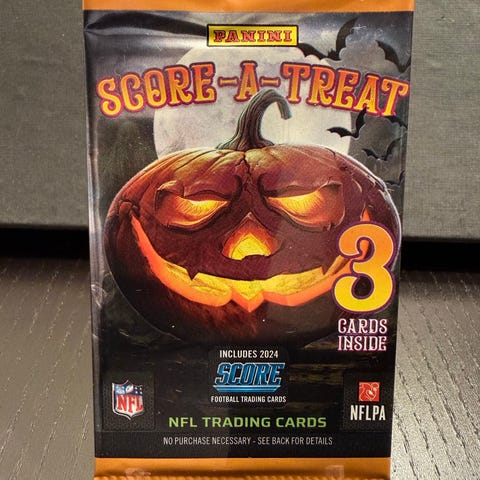 PANINI
SCORE-A-TREAT
3
CARDS
INSIDE
INCLUDES 2024
SCORE
FOOTBALL TRADING CARDS
NFL
NFLPA
NFL TRADING CARDS
NO PURCHASE NECESSARY - SEE BACK FOR DETAILS